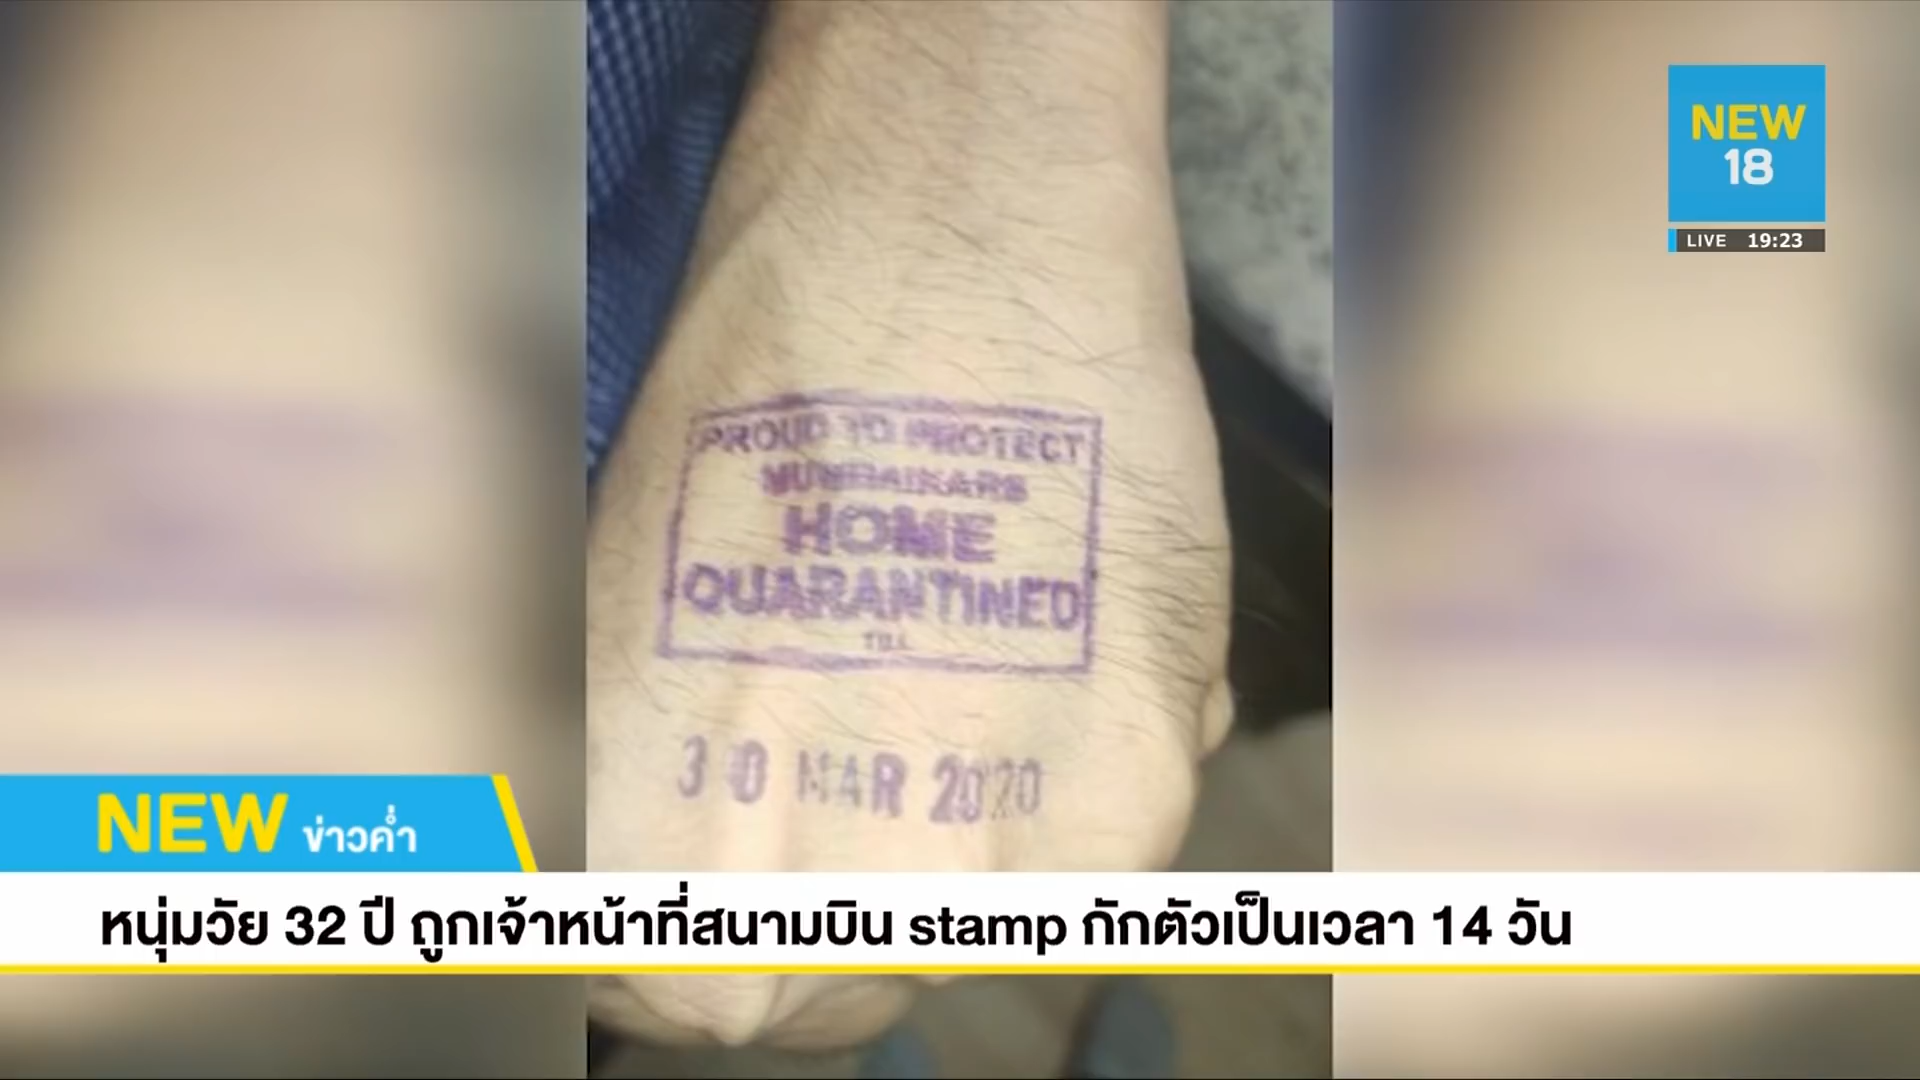 NEW
18
LIVE 19:23
PROUD TO PROTECT
MUMBAIKARS
HOME
QUARANTINED
TILL
30 MAR 2020
NEW ข่าวค่ำ
หนุ่มวัย 32 ปี ถูกเจ้าหน้าที่สนามบิน stamp กักตัวเป็นเวลา 14 วัน